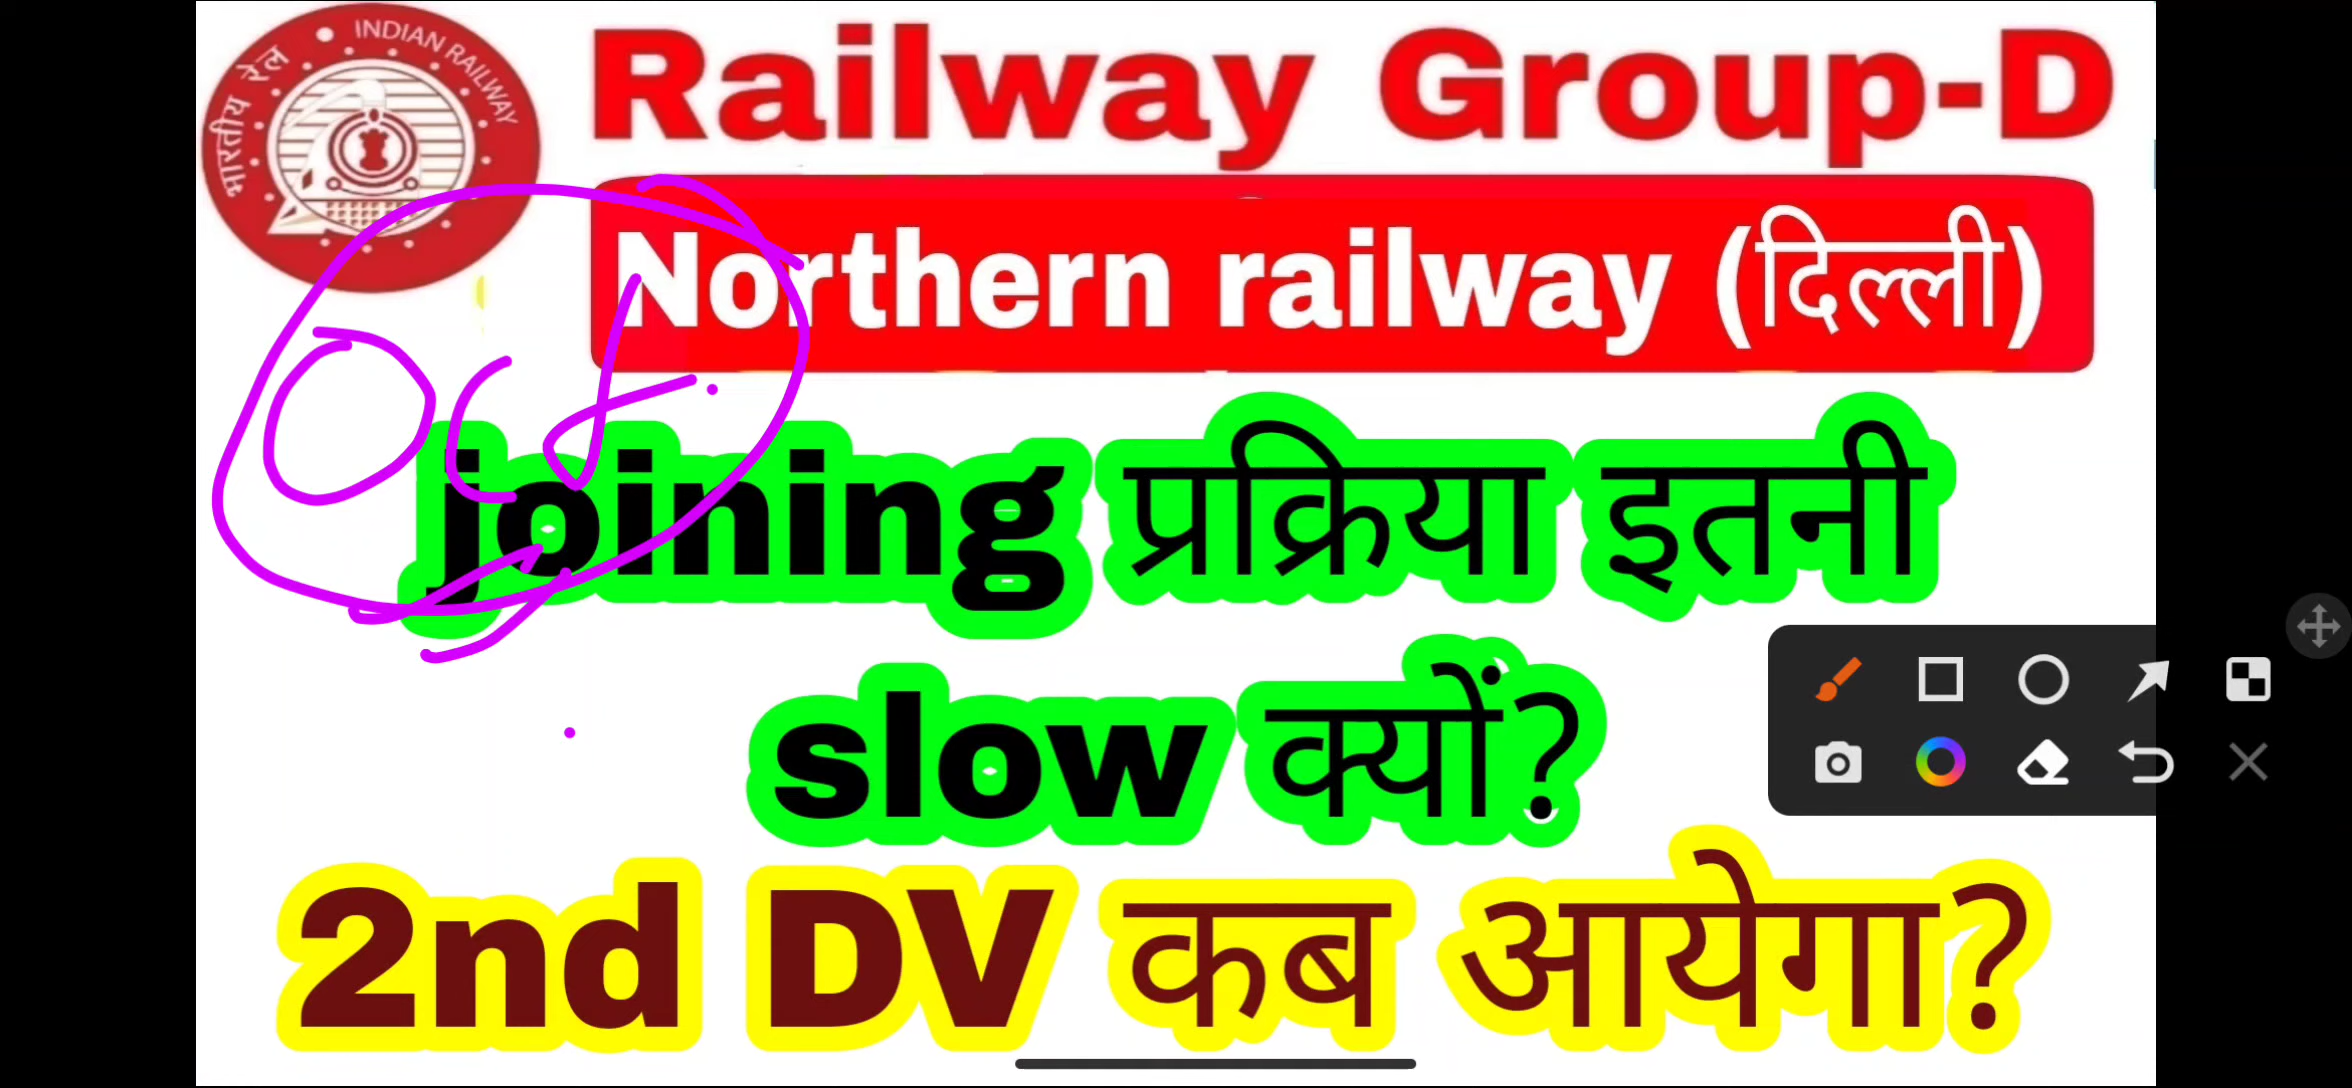 भारतीय रेल INDIAN RAILWAY
Railway Group-D
Northern railway (दिल्ली)
joining प्रक्रिया इतनी
slow क्यों?
2nd DV कब आयेगा?